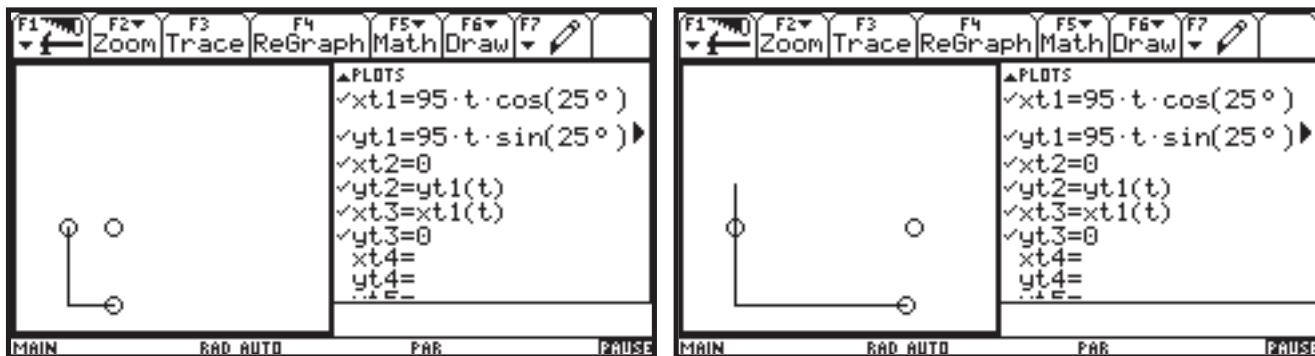 F1 F2 F3 F4 F5 F6 F7
Zoom Trace ReGraph Math Draw
PLOTS
xt1=95·t·cos(25°)
yt1=95·t·sin(25°)
xt2=0
yt2=yt1(t)
xt3=xt1(t)
yt3=0
xt4=
yt4=
MAIN RAD AUTO PAR PAUSE
F1 F2 F3 F4 F5 F6 F7
Zoom Trace ReGraph Math Draw
PLOTS
xt1=95·t·cos(25°)
yt1=95·t·sin(25°)
xt2=0
yt2=yt1(t)
xt3=xt1(t)
yt3=0
xt4=
yt4=
MAIN RAD AUTO PAR PAUSE